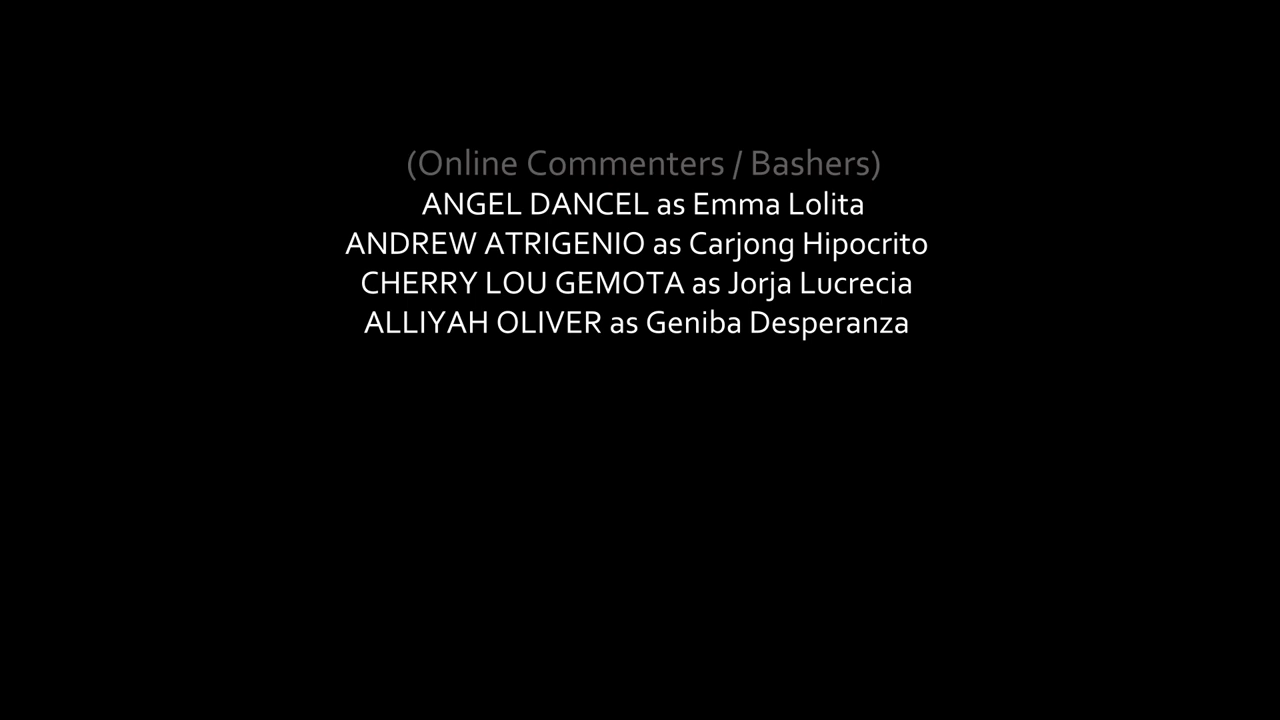 (Online Commenters / Bashers)
ANGEL DANCEL as Emma Lolita
ANDREW ATRIGENIO as Carjong Hipocrito
CHERRY LOU GEMOTA as Jorja Lucrecia
ALLIYAH OLIVER as Geniba Desperanza